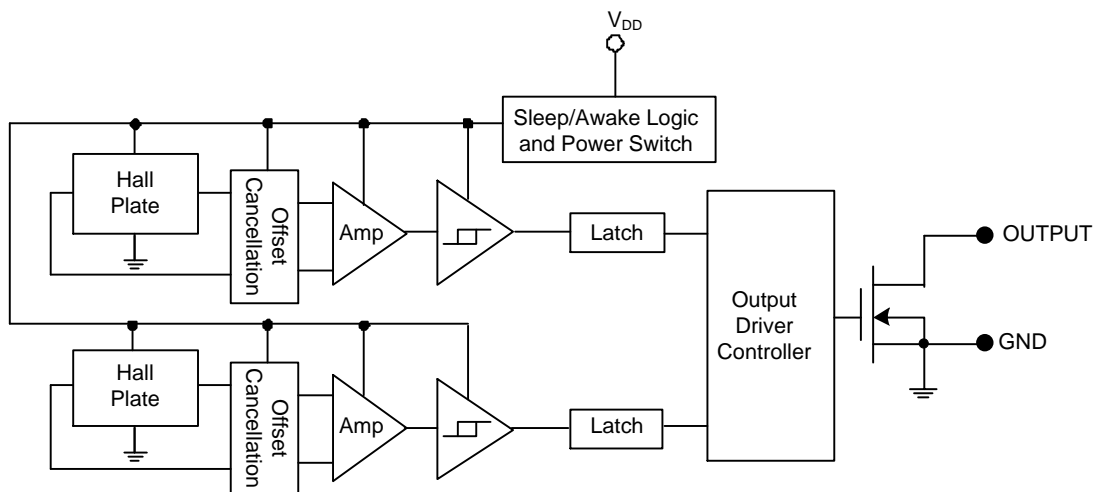 VDD
Sleep/Awake Logic
and Power Switch
Hall
Plate
Offset
Cancellation
Amp
Latch
OUTPUT
Output
Driver
Controller
GND
Hall
Plate
Offset
Cancellation
Amp
Latch